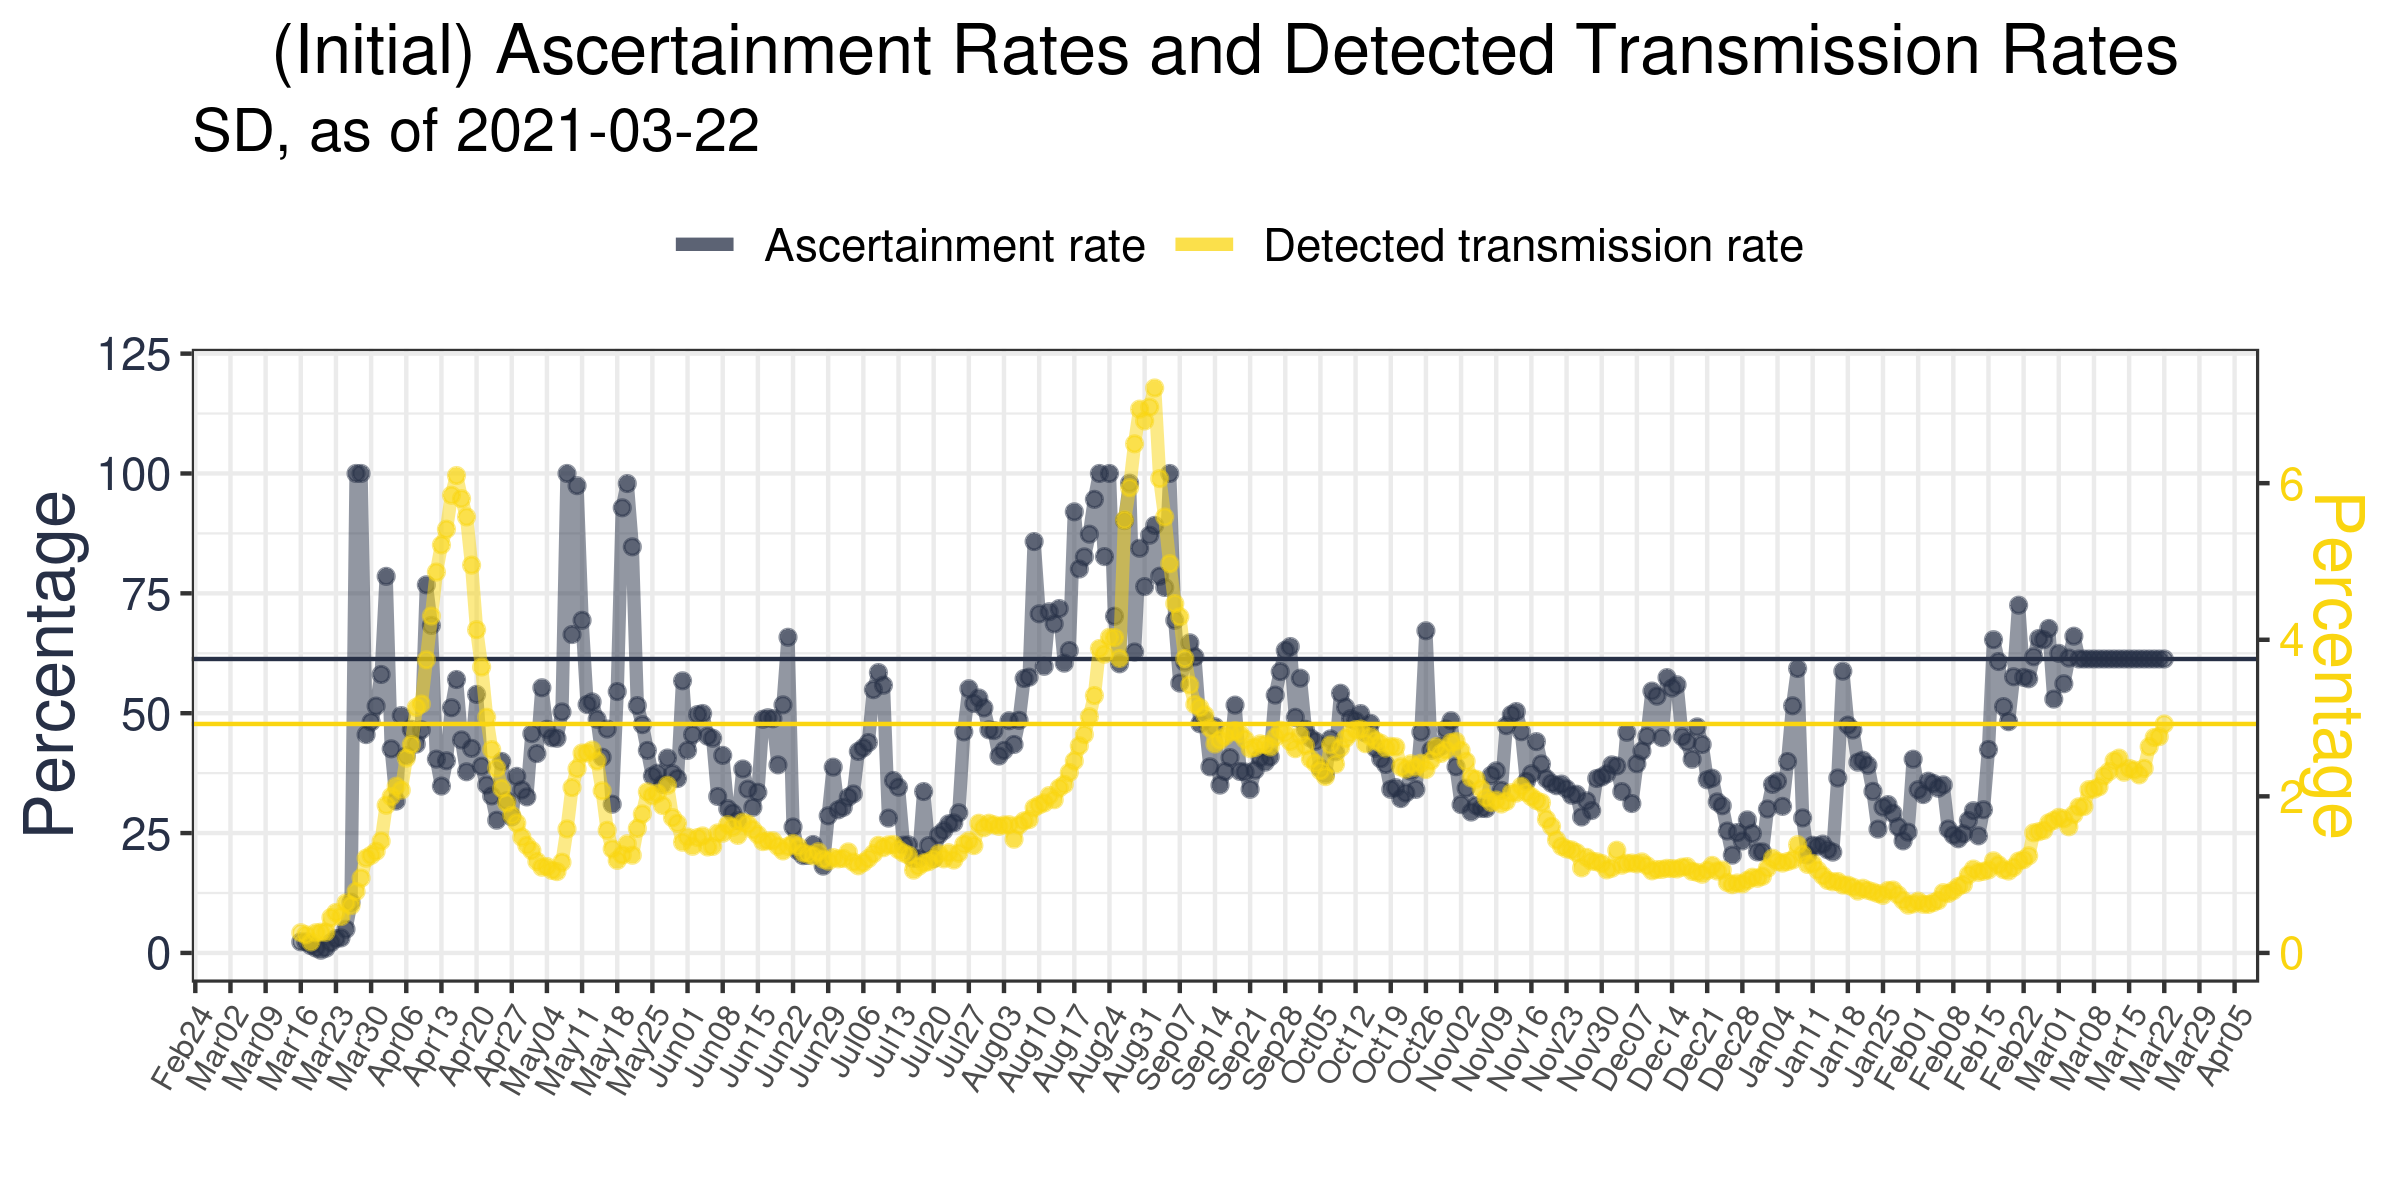 (Initial) Ascertainment Rates and Detected Transmission Rates
SD, as of 2021-03-22
Ascertainment rate Detected transmission rate
Percentage
125
100
75
50
25
0
6
4
2
0
Percentage
Feb24 Mar02 Mar09 Mar16 Mar23 Mar30 Apr06 Apr13 Apr20 Apr27 May04 May11 May18 May25 Jun01 Jun08 Jun15 Jun22 Jun29 Jul06 Jul13 Jul20 Jul27 Aug03 Aug10 Aug17 Aug24 Aug31 Sep07 Sep14 Sep21 Sep28 Oct05 Oct12 Oct19 Oct26 Nov02 Nov09 Nov16 Nov23 Nov30 Dec07 Dec14 Dec21 Dec28 Jan04 Jan11 Jan18 Jan25 Feb01 Feb08 Feb15 Feb22 Mar01 Mar08 Mar15 Mar22 Mar29 Apr05